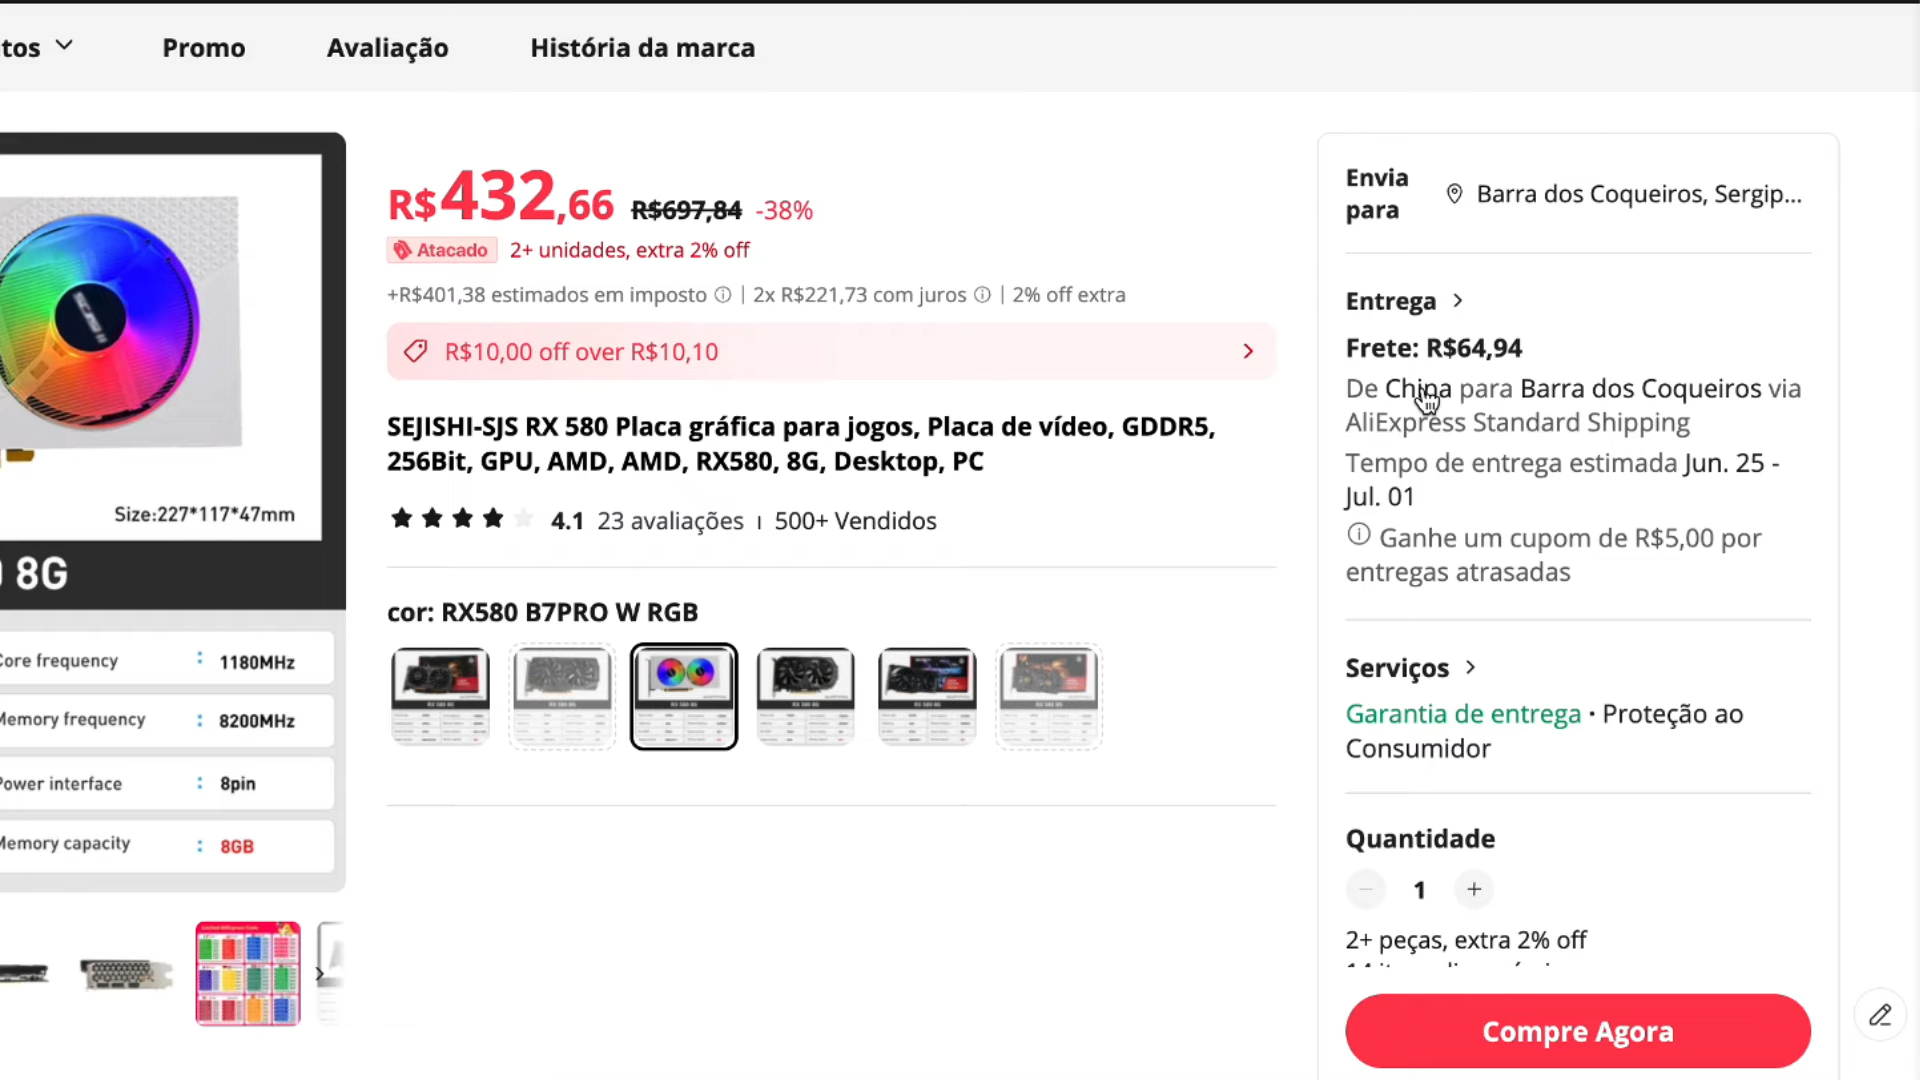 tos
Promo
Avaliação
História da marca
Size:227*117*47mm
8G
Core frequency : 1180MHz
Memory frequency : 8200MHz
Power interface : 8pin
Memory capacity : 8GB
R$432,66 R$697,84 -38%
Atacado 2+ unidades, extra 2% off
+R$401,38 estimados em imposto | 2x R$221,73 com juros | 2% off extra
R$10,00 off over R$10,10
SEJISHI-SJS RX 580 Placa gráfica para jogos, Placa de vídeo, GDDR5,
256Bit, GPU, AMD, AMD, RX580, 8G, Desktop, PC
4.1 23 avaliações | 500+ Vendidos
cor: RX580 B7PRO W RGB
Envia
para
Barra dos Coqueiros, Sergip...
Entrega
Frete: R$64,94
De China para Barra dos Coqueiros via
AliExpress Standard Shipping
Tempo de entrega estimada Jun. 25 -
Jul. 01
Ganhe um cupom de R$5,00 por
entregas atrasadas
Serviços
Garantia de entrega · Proteção ao
Consumidor
Quantidade
1
2+ peças, extra 2% off
Compre Agora